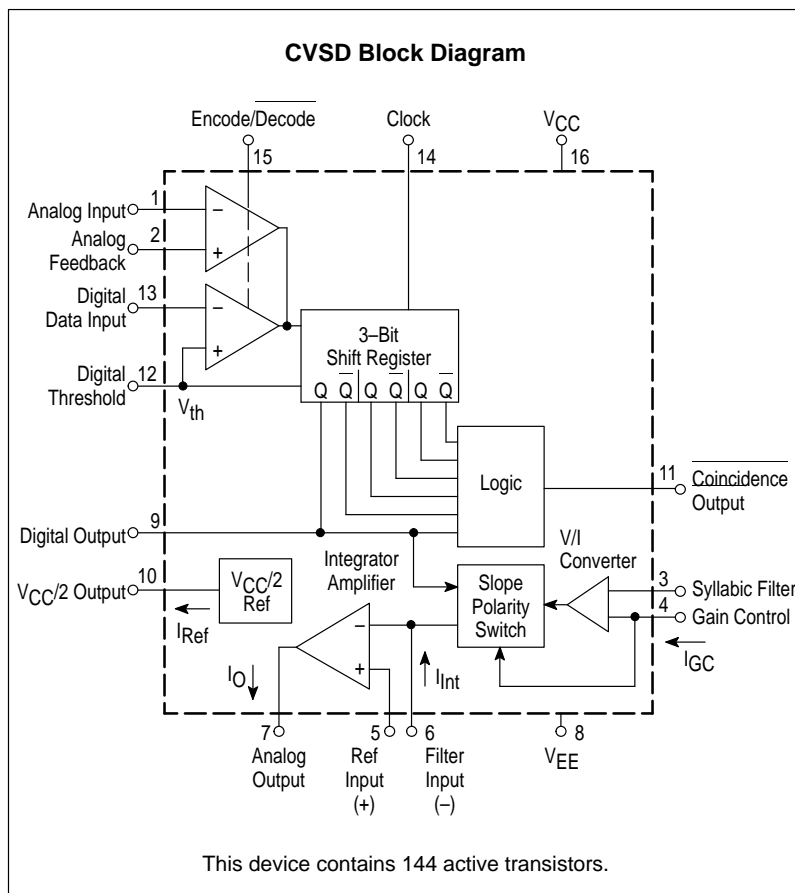 CVSD Block Diagram
Encode/Decode
Clock
VCC
15
14
16
Analog Input
1
Analog
Feedback
2
Digital
Data Input
13
Digital
Threshold
12
Vth
–
+
–
+
3–Bit
Shift Register
Q Q Q Q Q Q
Logic
11
Coincidence
Output
Digital Output
9
VCC/2 Output
10
VCC/2
Ref
IRef
Integrator
Amplifier
–
+
IO
IInt
Slope
Polarity
Switch
V/I
Converter
3
Syllabic Filter
4
Gain Control
IGC
7
Analog
Output
5
Ref
Input
(+)
6
Filter
Input
(–)
8
VEE
This device contains 144 active transistors.